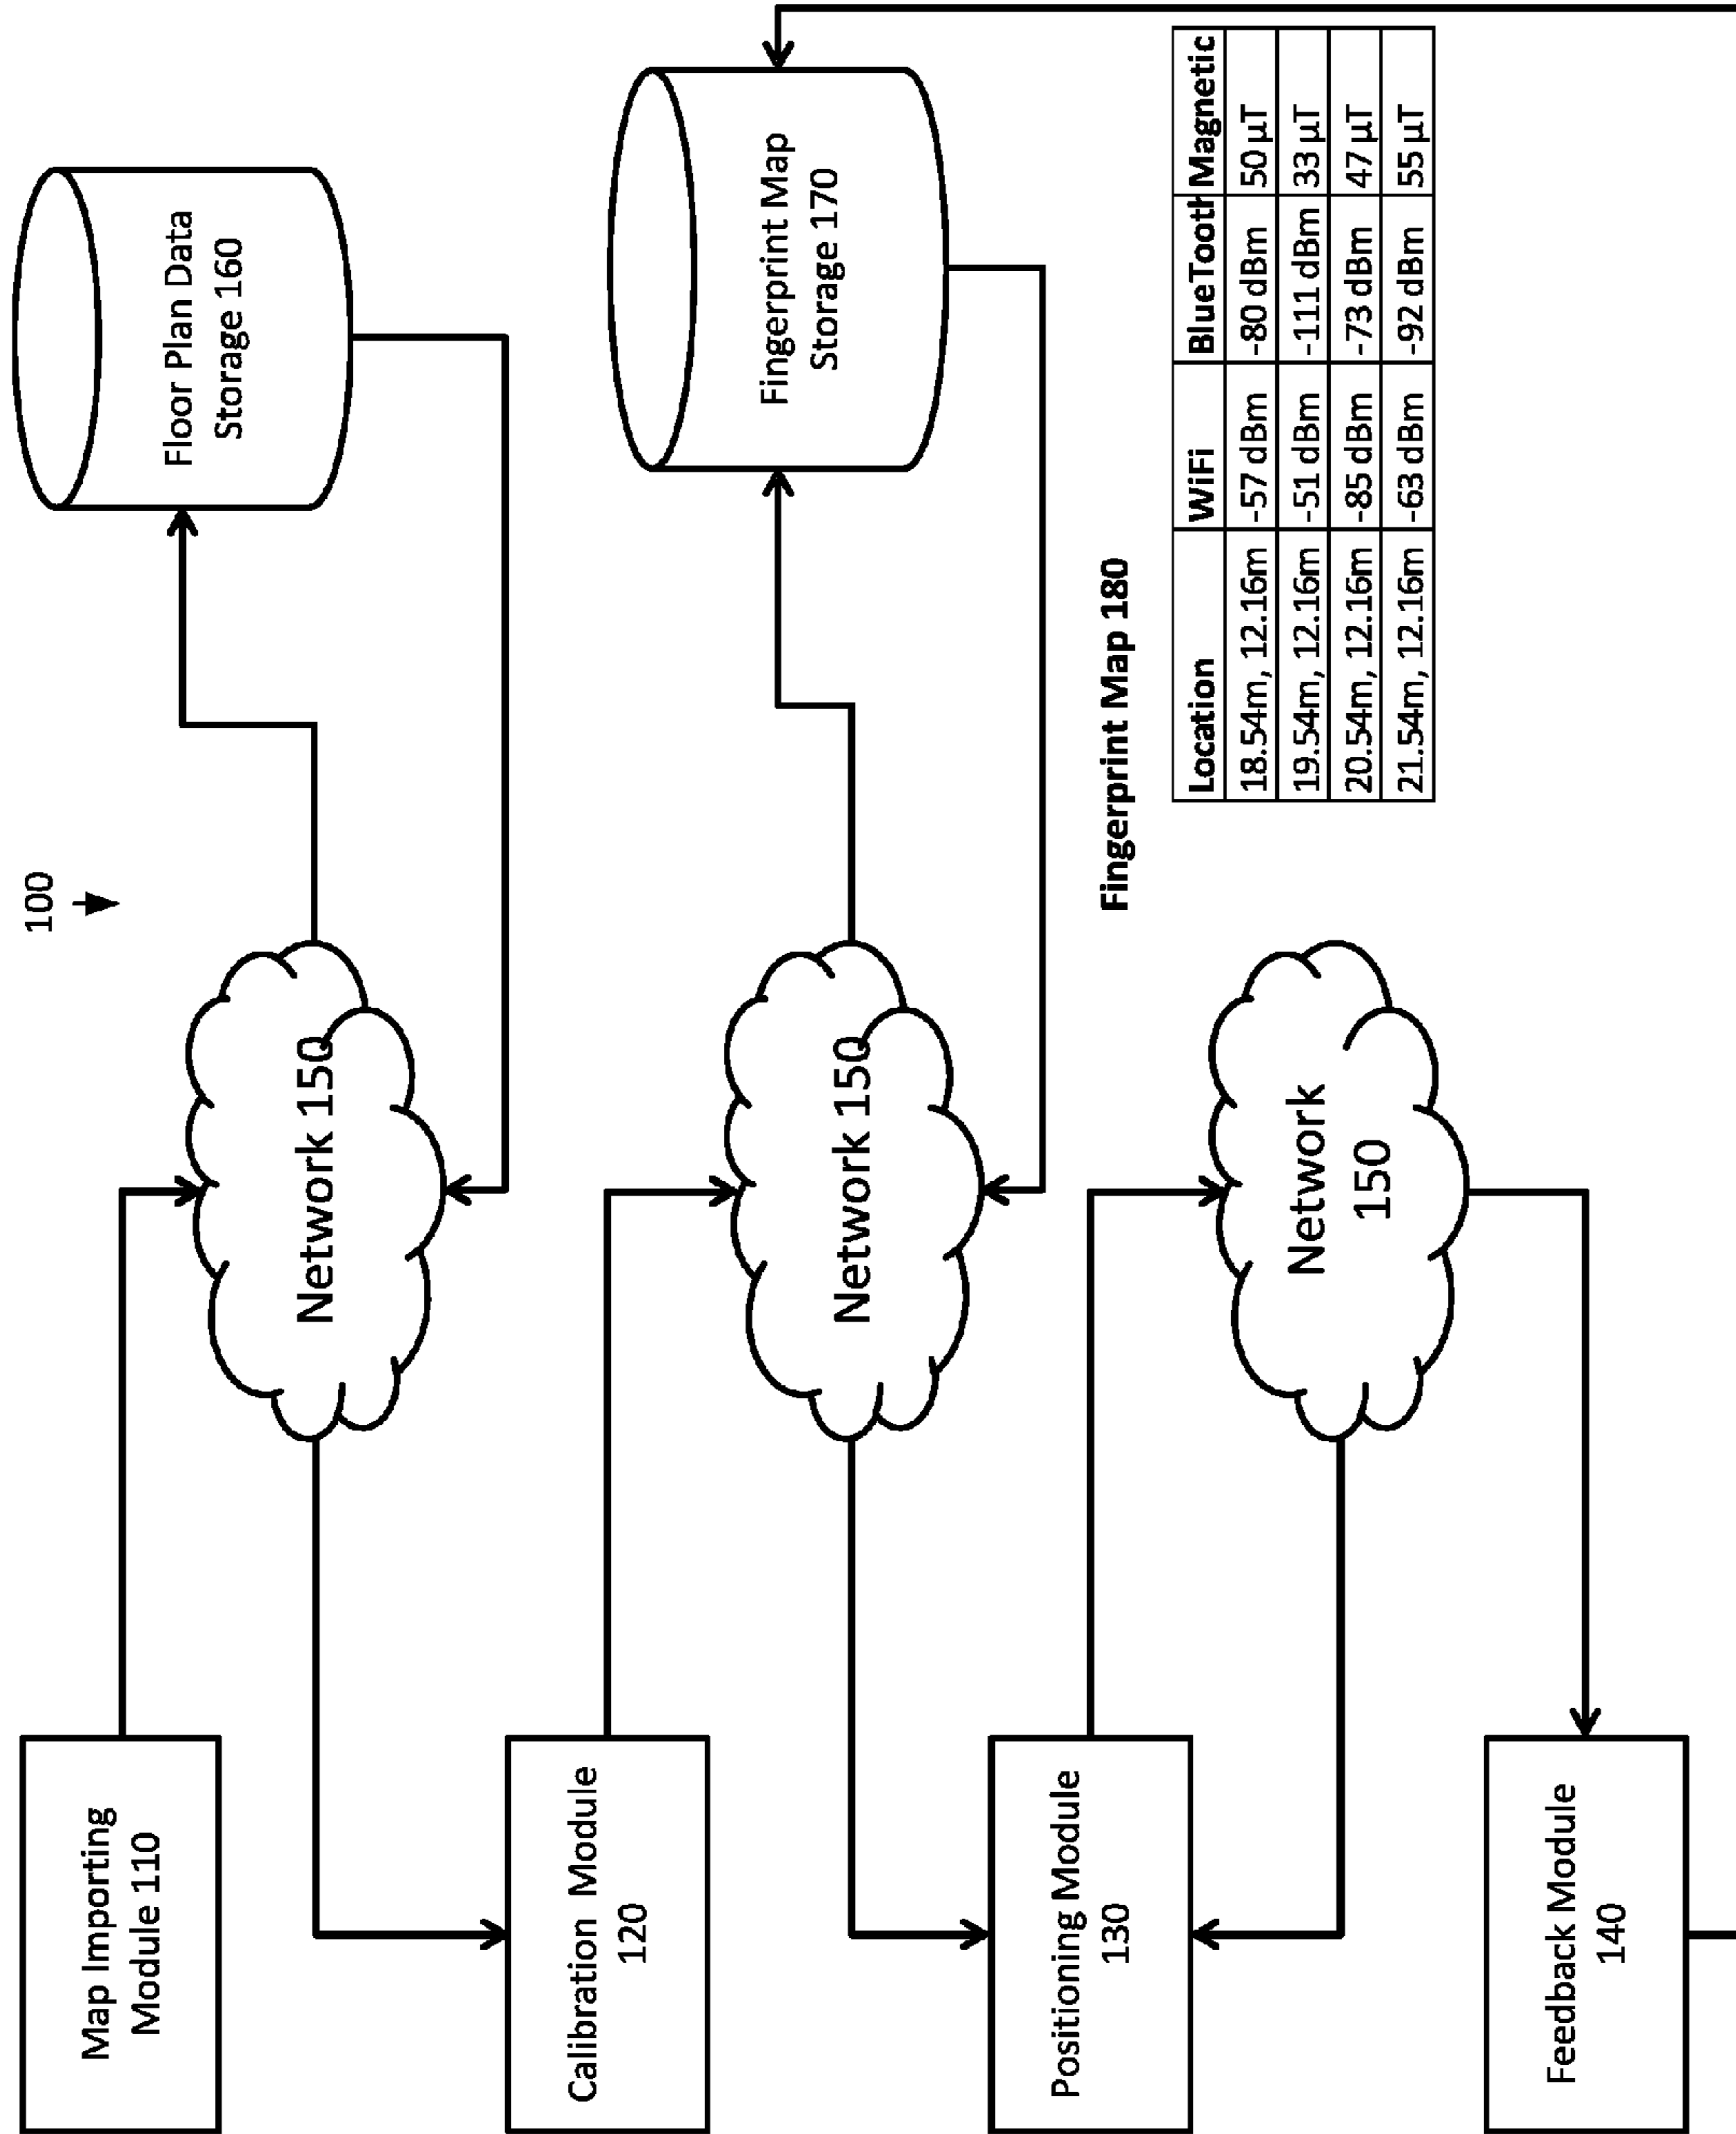 100
Map Importing
Module 110
Network 150
Floor Plan Data
Storage 160
Calibration Module
120
Network 150
Fingerprint Map
Storage 170
Positioning Module
130
Network
150
Fingerprint Map 180
Location WiFi BlueTooth Magnetic
18.54m, 12.16m -57 dBm -80 dBm 50 µT
19.54m, 12.16m -51 dBm -111 dBm 33 µT
20.54m, 12.16m -85 dBm -73 dBm 47 µT
21.54m, 12.16m -63 dBm -92 dBm 55 µT
Feedback Module
140